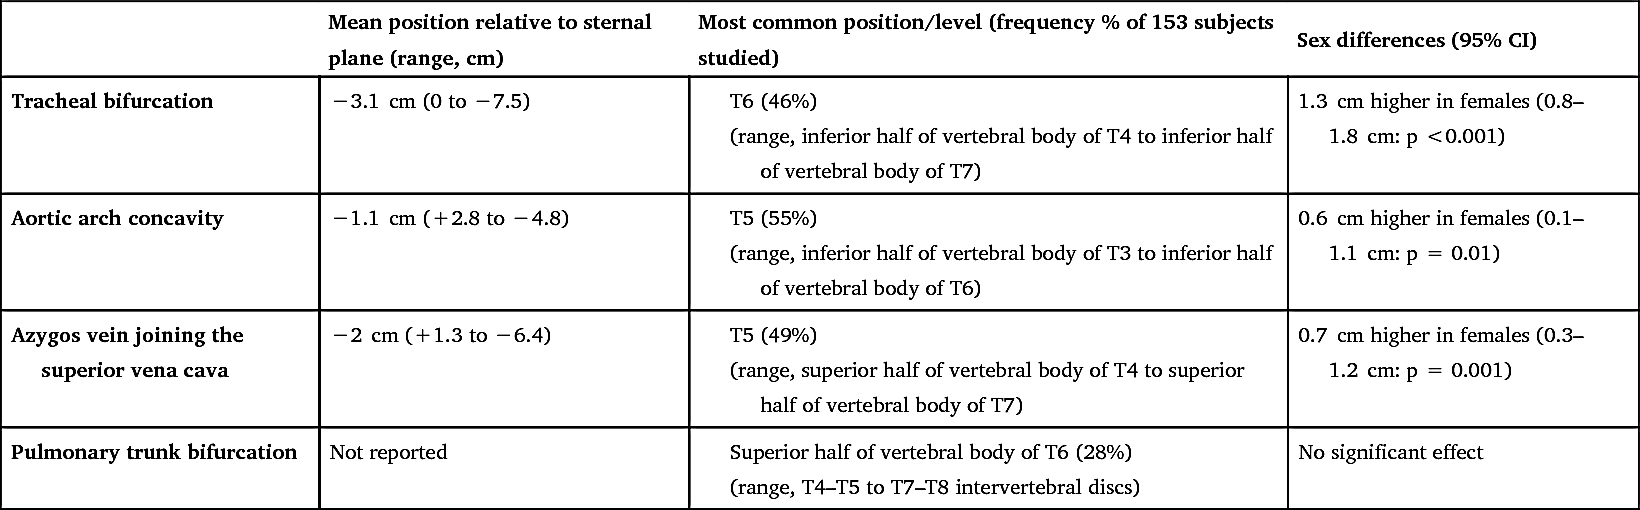 Mean position relative to sternal
plane (range, cm)
Most common position/level (frequency % of 153 subjects
studied)
Sex differences (95% CI)
Tracheal bifurcation
−3.1 cm (0 to −7.5)
T6 (46%)
(range, inferior half of vertebral body of T4 to inferior half
of vertebral body of T7)
1.3 cm higher in females (0.8–
1.8 cm: p <0.001)
Aortic arch concavity
−1.1 cm (+2.8 to −4.8)
T5 (55%)
(range, inferior half of vertebral body of T3 to inferior half
of vertebral body of T6)
0.6 cm higher in females (0.1–
1.1 cm: p = 0.01)
Azygos vein joining the
superior vena cava
−2 cm (+1.3 to −6.4)
T5 (49%)
(range, superior half of vertebral body of T4 to superior
half of vertebral body of T7)
0.7 cm higher in females (0.3–
1.2 cm: p = 0.001)
Pulmonary trunk bifurcation
Not reported
Superior half of vertebral body of T6 (28%)
(range, T4–T5 to T7–T8 intervertebral discs)
No significant effect